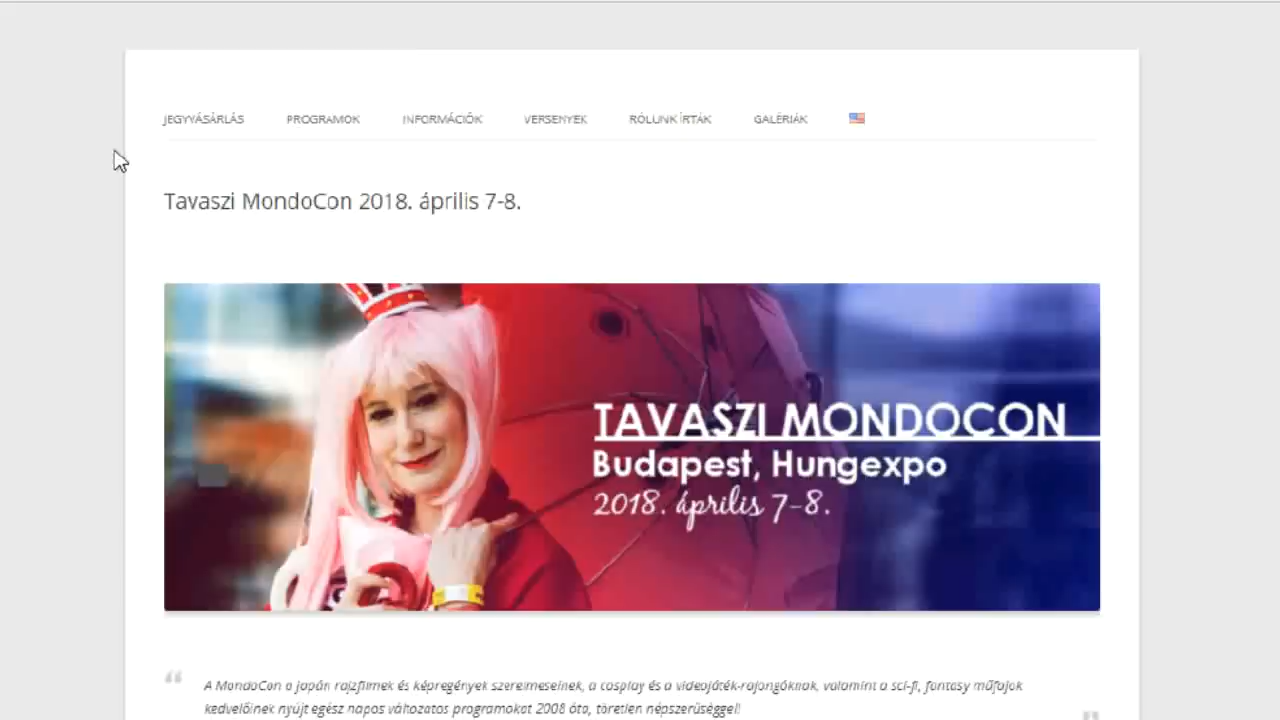 JEGYVÁSÁRLÁS PROGRAMOK INFORMÁCIÓK VERSENYEK RÓLUNK ÍRTÁK GALÉRIÁK
Tavaszi MondoCon 2018. április 7-8.
TAVASZI MONDOCON
Budapest, Hungexpo
2018. április 7-8.
“
A MondoCon a japán rajzfilmek és képregények szerelmeseinek, a cosplay és a videojáték-rajongóknak, valamint a sci-fi, fantasy műfajok
kedvelőinek nyújt egész napos változatos programokat 2008 óta, töretlen népszerűséggel!